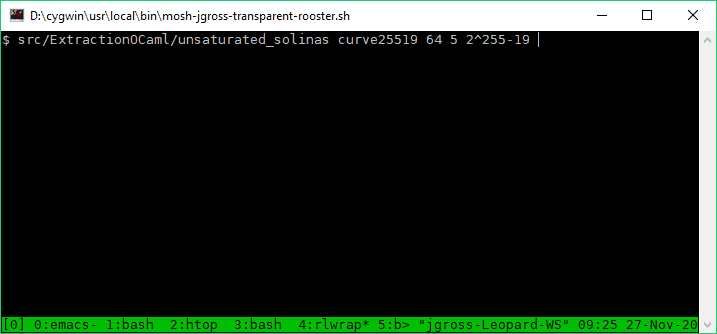 D:\cygwin\usr\local\bin\mosh-jgross-transparent-rooster.sh
$ src/ExtractionOCaml/unsaturated_solinas curve25519 64 5 2^255-19
[0] 0:emacs- 1:bash  2:htop  3:bash  4:rlwrap* 5:b> "jgross-Leopard-WS" 09:25 27-Nov-20